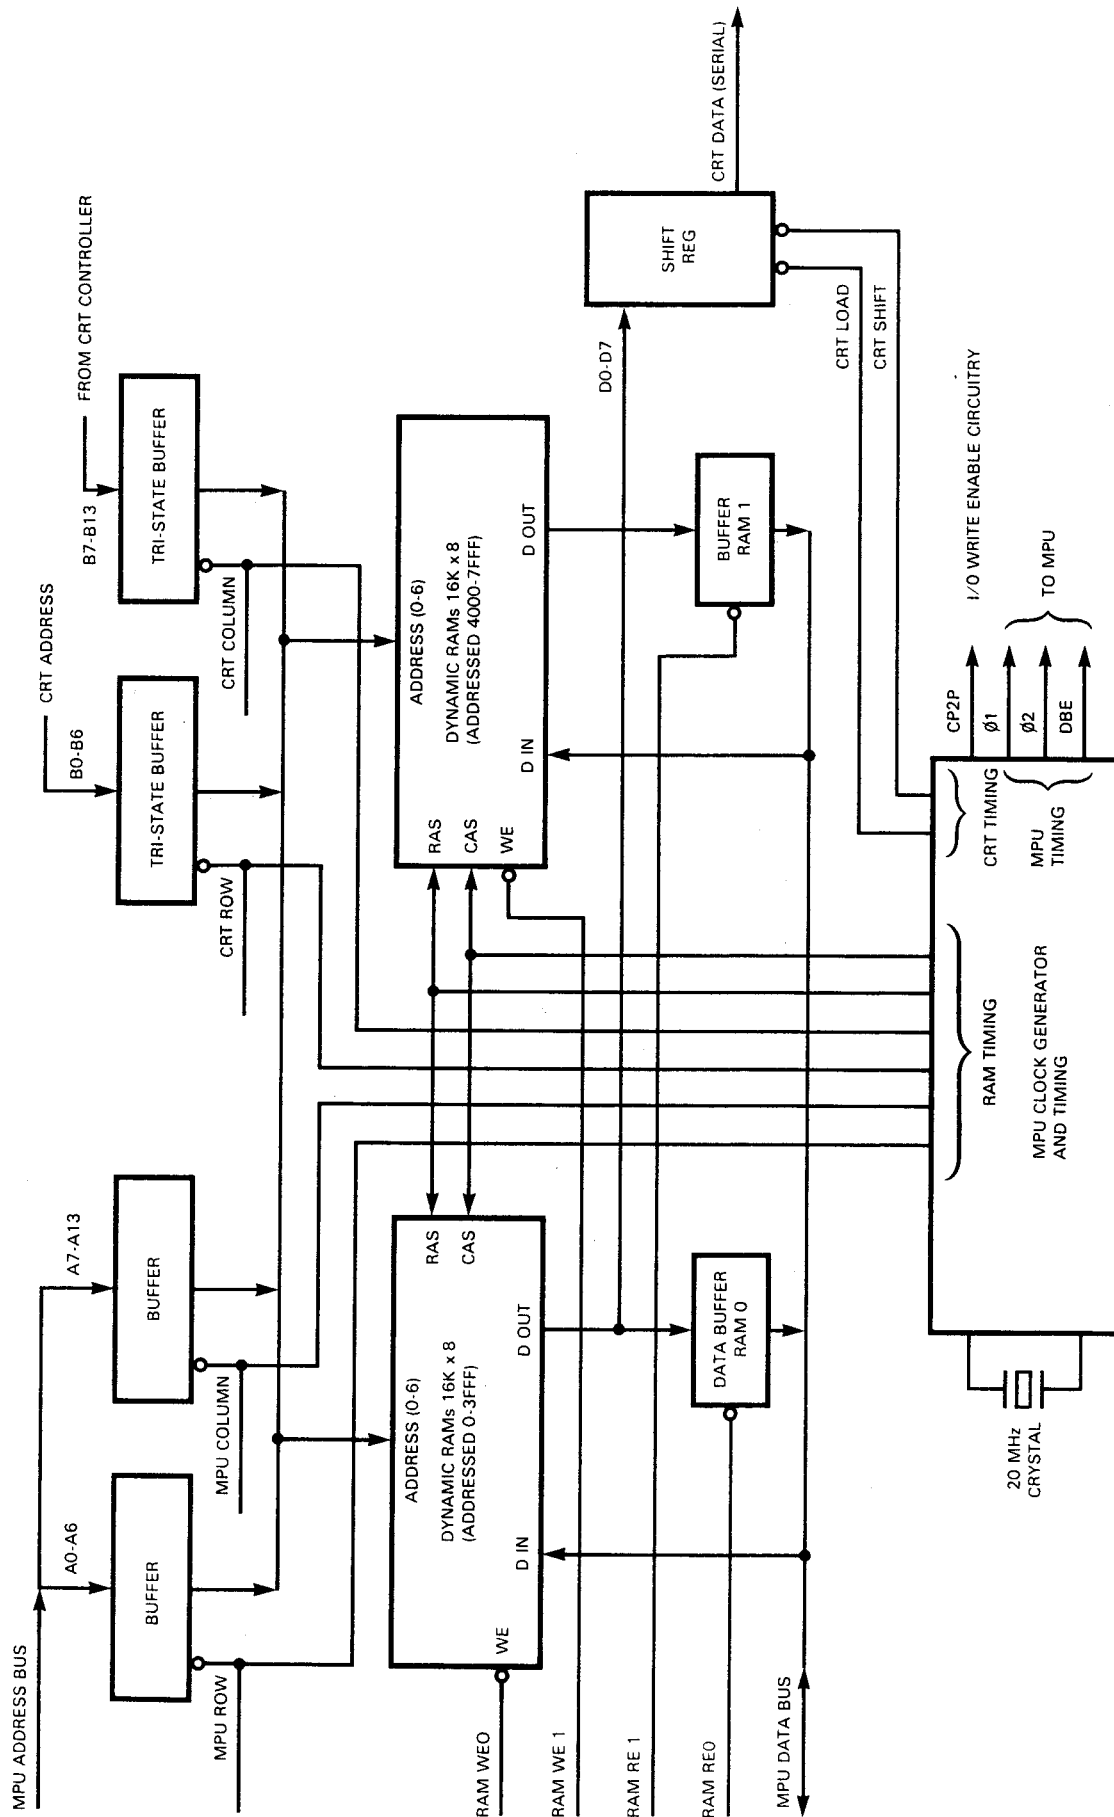 MPU ADDRESS BUS
A0-A6
A7-A13
CRT ADDRESS
B0-B6
FROM CRT CONTROLLER
B7-B13
BUFFER
BUFFER
TRI-STATE BUFFER
TRI-STATE BUFFER
MPU ROW
MPU COLUMN
CRT ROW
CRT COLUMN
ADDRESS (0-6)
DYNAMIC RAMs 16K x 8
(ADDRESSED 0-3FFF)
RAS
CAS
WE
D IN
D OUT
ADDRESS (0-6)
DYNAMIC RAMs 16K x 8
(ADDRESSED 4000-7FFF)
RAS
CAS
WE
D IN
D OUT
RAM WE0
RAM WE 1
RAM RE 1
RAM RE0
MPU DATA BUS
DATA BUFFER
RAM 0
BUFFER
RAM 1
D0-D7
SHIFT
REG
CRT DATA (SERIAL)
CRT LOAD
CRT SHIFT
20 MHz
CRYSTAL
RAM TIMING
MPU CLOCK GENERATOR
AND TIMING
CRT TIMING
MPU
TIMING
CP2P
I/O WRITE ENABLE CIRCUITRY
Ø1
Ø2
DBE
TO MPU